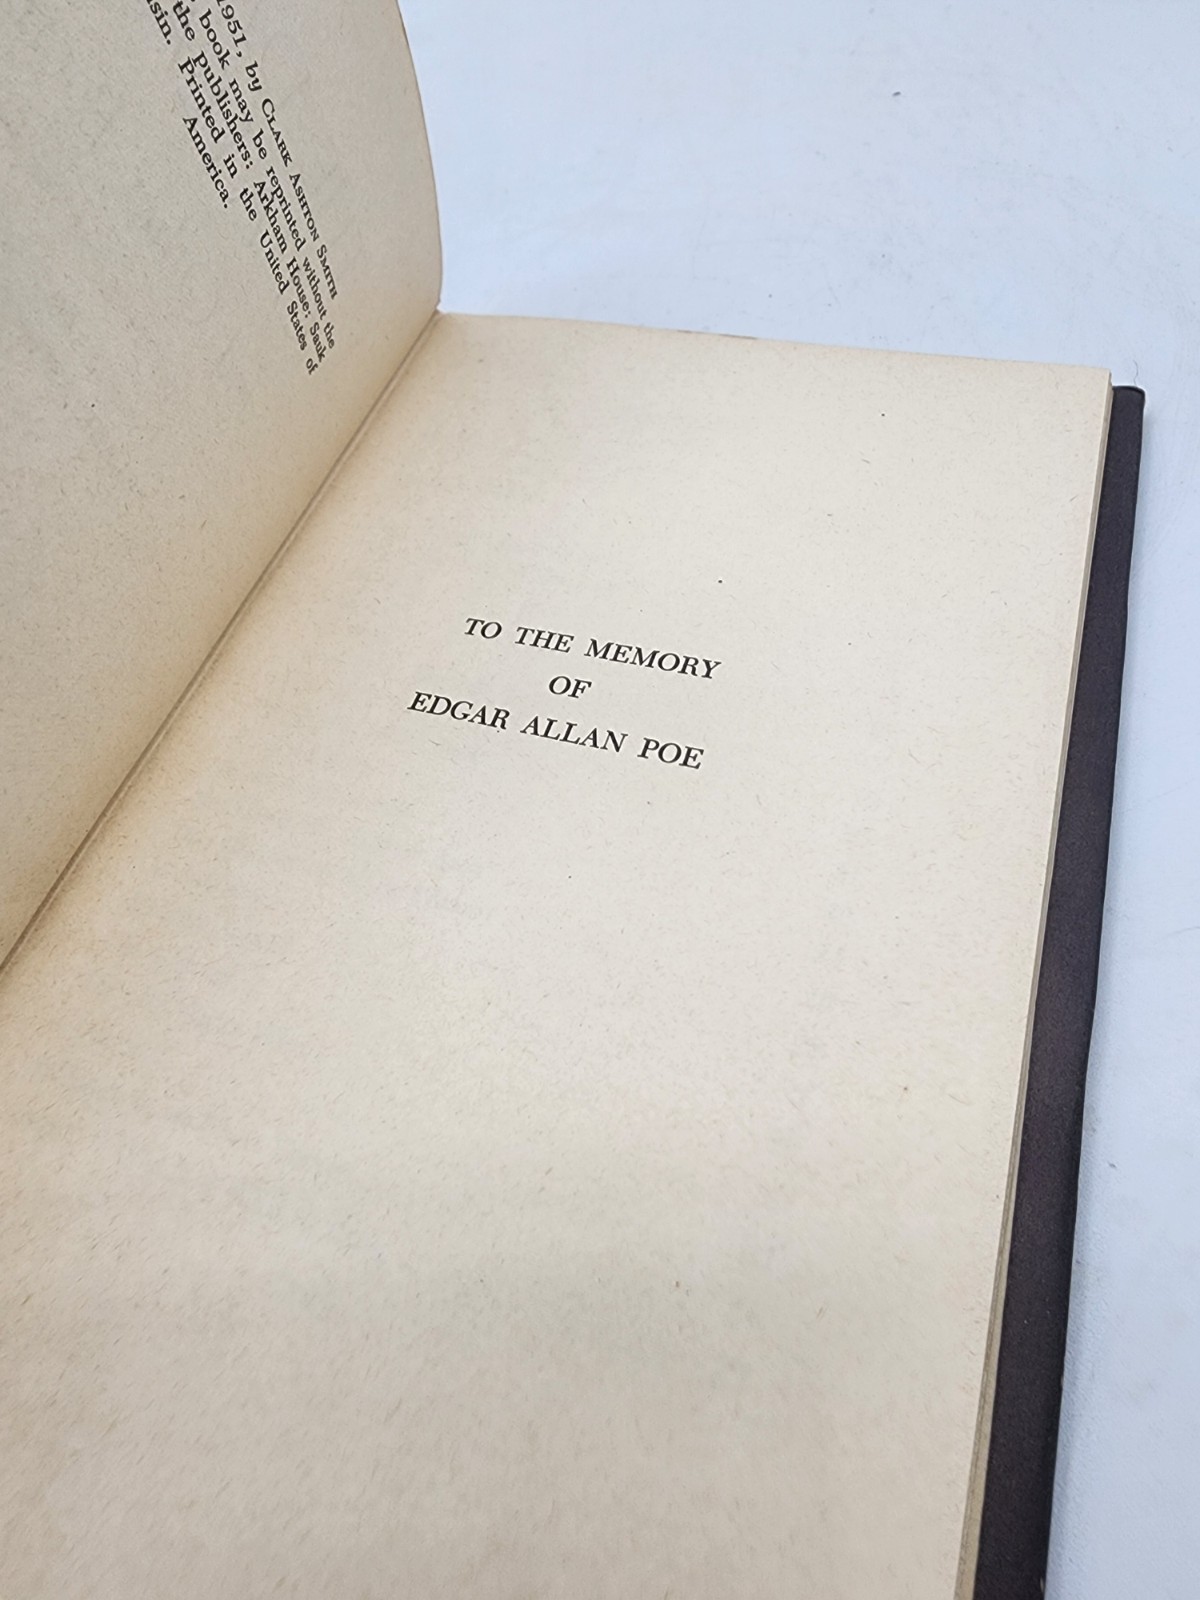 1951, by CLARK ASHTON SMITH
book may be reprinted without the
the publishers: Arkham House: Sauk
Printed in the United States of
America.
TO THE MEMORY
OF
EDGAR ALLAN POE